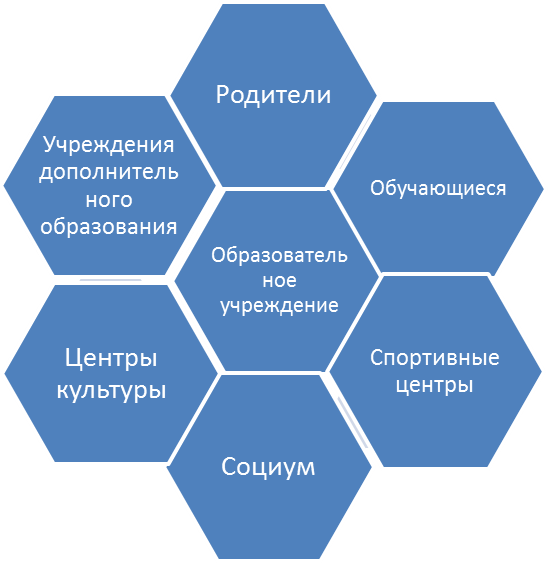 Родители
Учреждения
дополнитель
ного
образования
Обучающиеся
Образователь
ное
учреждение
Центры
культуры
Спортивные
центры
Социум